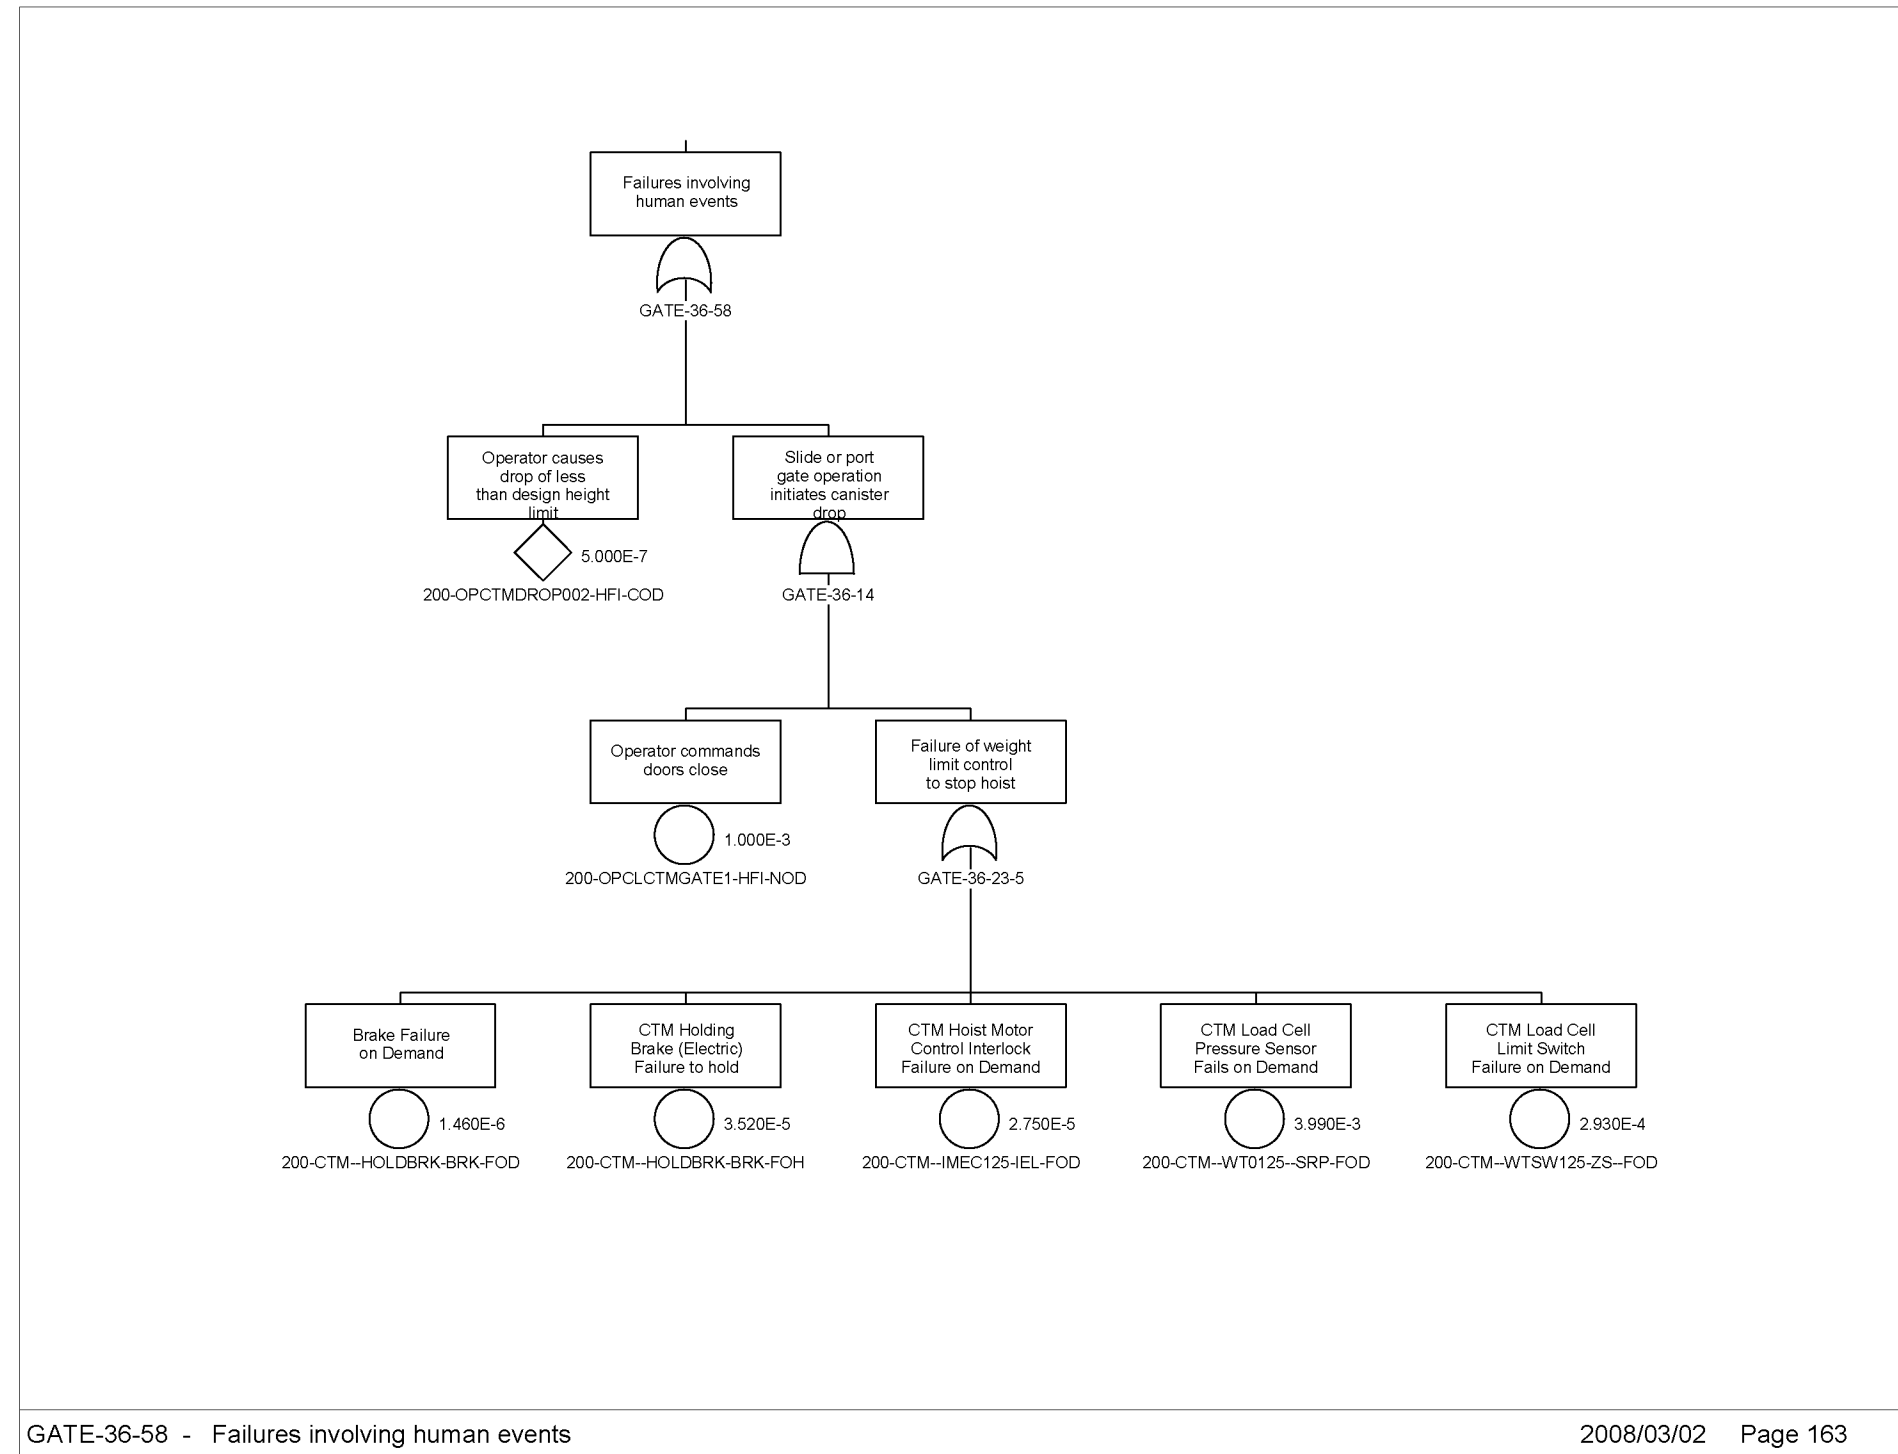 Failures involving
human events
GATE-36-58
Operator causes
drop of less
than design height
limit
5.000E-7
200-OPCTMDROP002-HFI-COD
Slide or port
gate operation
initiates canister
drop
GATE-36-14
Operator commands
doors close
1.000E-3
200-OPCLCTMGATE1-HFI-NOD
Failure of weight
limit control
to stop hoist
GATE-36-23-5
Brake Failure
on Demand
1.460E-6
200-CTM--HOLDBRK-BRK-FOD
CTM Holding
Brake (Electric)
Failure to hold
3.520E-5
200-CTM--HOLDBRK-BRK-FOH
CTM Hoist Motor
Control Interlock
Failure on Demand
2.750E-5
200-CTM--IMEC125-IEL-FOD
CTM Load Cell
Pressure Sensor
Fails on Demand
3.990E-3
200-CTM--WT0125--SRP-FOD
CTM Load Cell
Limit Switch
Failure on Demand
2.930E-4
200-CTM--WTSW125-ZS--FOD
GATE-36-58 - Failures involving human events
2008/03/02 Page 163